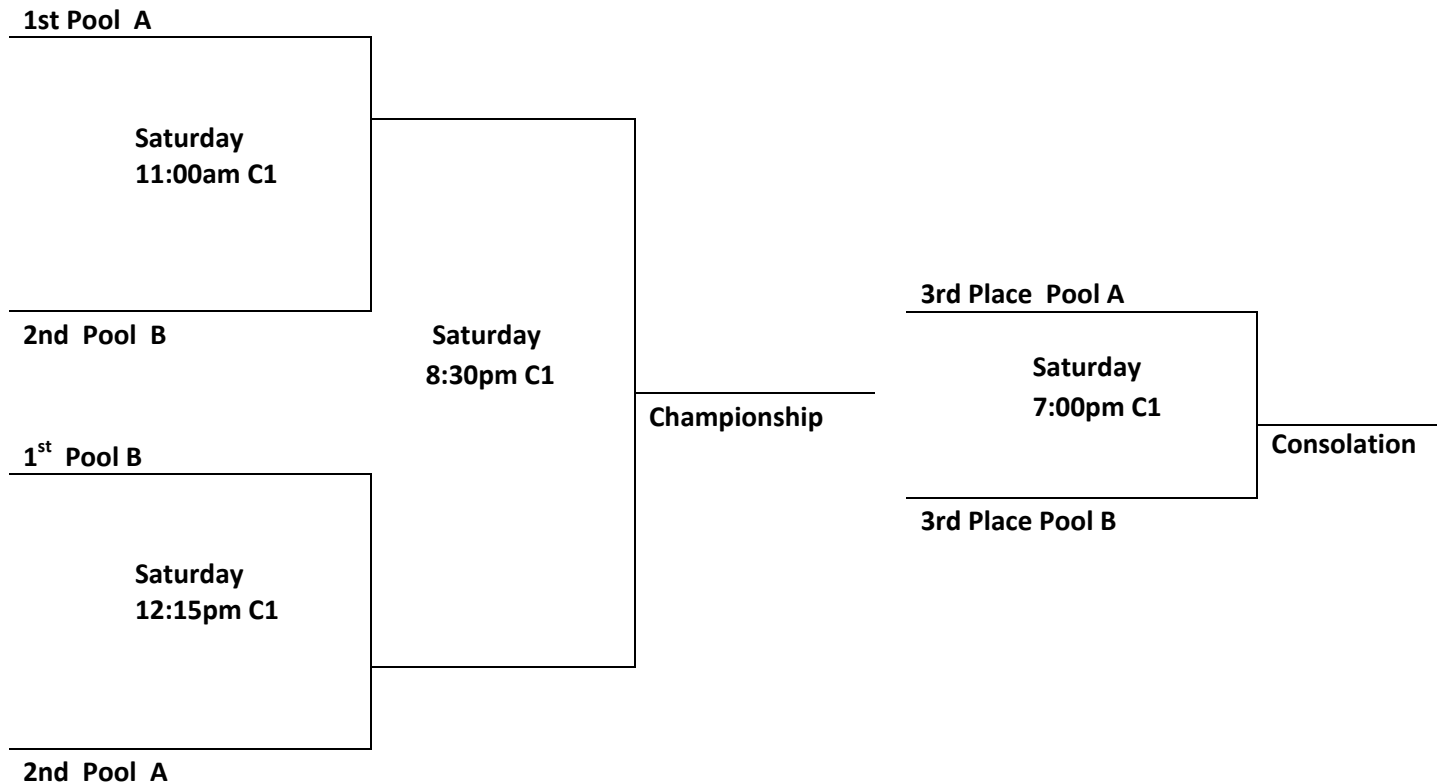 1st Pool A
Saturday
11:00am C1
2nd Pool B
Saturday
8:30pm C1
Championship
1st Pool B
Saturday
12:15pm C1
2nd Pool A
3rd Place Pool A
Saturday
7:00pm C1
Consolation
3rd Place Pool B